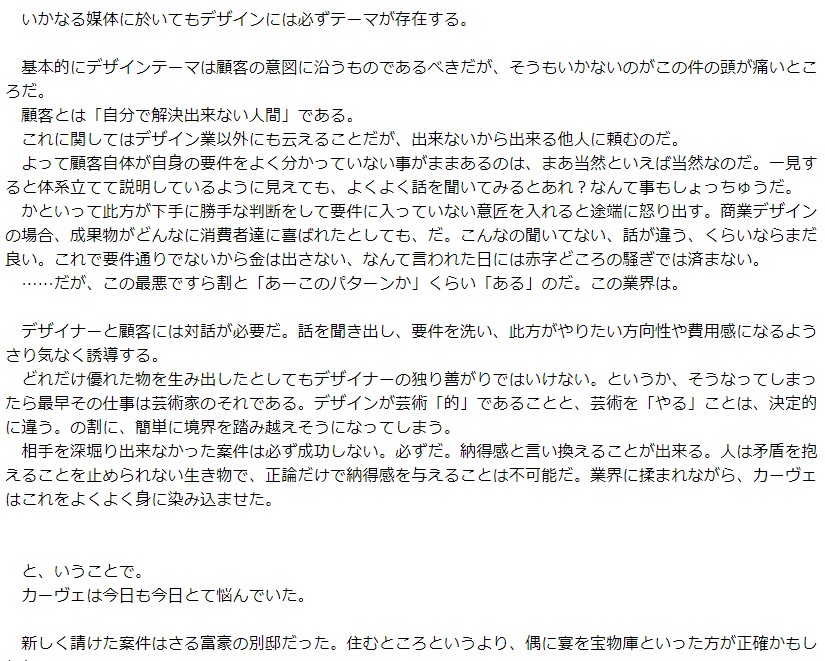 いかなる媒体に於いてもデザインには必ずテーマが存在する。
基本的にデザインテーマは顧客の意図に沿うものであるべきだが、そうもいかないのがこの件の頭が痛いとこ
ろだ。
顧客とは「自分で解決出来ない人間」である。
これに関してはデザイン業以外にも云えることだが、出来ないから出来る他人に頼むのだ。
よって顧客自体が自身の要件をよく分かっていない事がままあるのは、まあ当然といえば当然なのだ。一見す
ると体系立てて説明しているように見えても、よくよく話を聞いてみるとあれ？なんて事もしょっちゅうだ。
かといって此方が下手に勝手な判断をして要件に入っていない意匠を入れると途端に怒り出す。商業デザイン
の場合、成果物がどんなに消費者達に喜ばれたとしても、だ。こんなの聞いてない、話が違う、くらいならまだ
良い。これで要件通りでないから金は出さない、なんて言われた日には赤字どころの騒ぎでは済まない。
……だが、この最悪ですら割と「あーこのパターンか」くらい「ある」のだ。この業界は。
デザイナーと顧客には対話が必要だ。話を聞き出し、要件を洗い、此方がやりたい方向性や費用感になるよう
さり気なく誘導する。
どれだけ優れた物を生み出したとしてもデザイナーの独り善がりではいけない。というか、そうなってしまっ
たら最早その仕事は芸術家のそれである。デザインが芸術「的」であることと、芸術を「やる」ことは、決定的
に違う。の割に、簡単に境界を踏み越えそうになってしまう。
相手を深堀り出来なかった案件は必ず成功しない。必ずだ。納得感と言い換えることが出来る。人は矛盾を抱
えることを止められない生き物で、正論だけで納得感を与えることは不可能だ。業界に揉まれながら、カーヴェ
はこれをよくよく身に染み込ませた。
と、いうことで。
カーヴェは今日も今日とて悩んでいた。
新しく請けた案件はさる富豪の別邸だった。住むところというより、偶に宴を宝物庫といった方が正確かもし